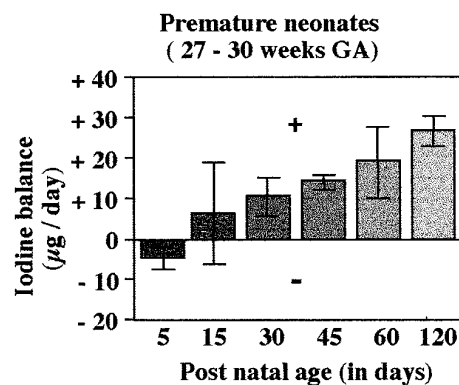 Premature neonates
( 27 - 30 weeks GA)
Iodine balance
(µg / day)
+ 40
+ 30
+ 20
+ 10
0
- 10
- 20
+
-
5 15 30 45 60 120
Post natal age (in days)